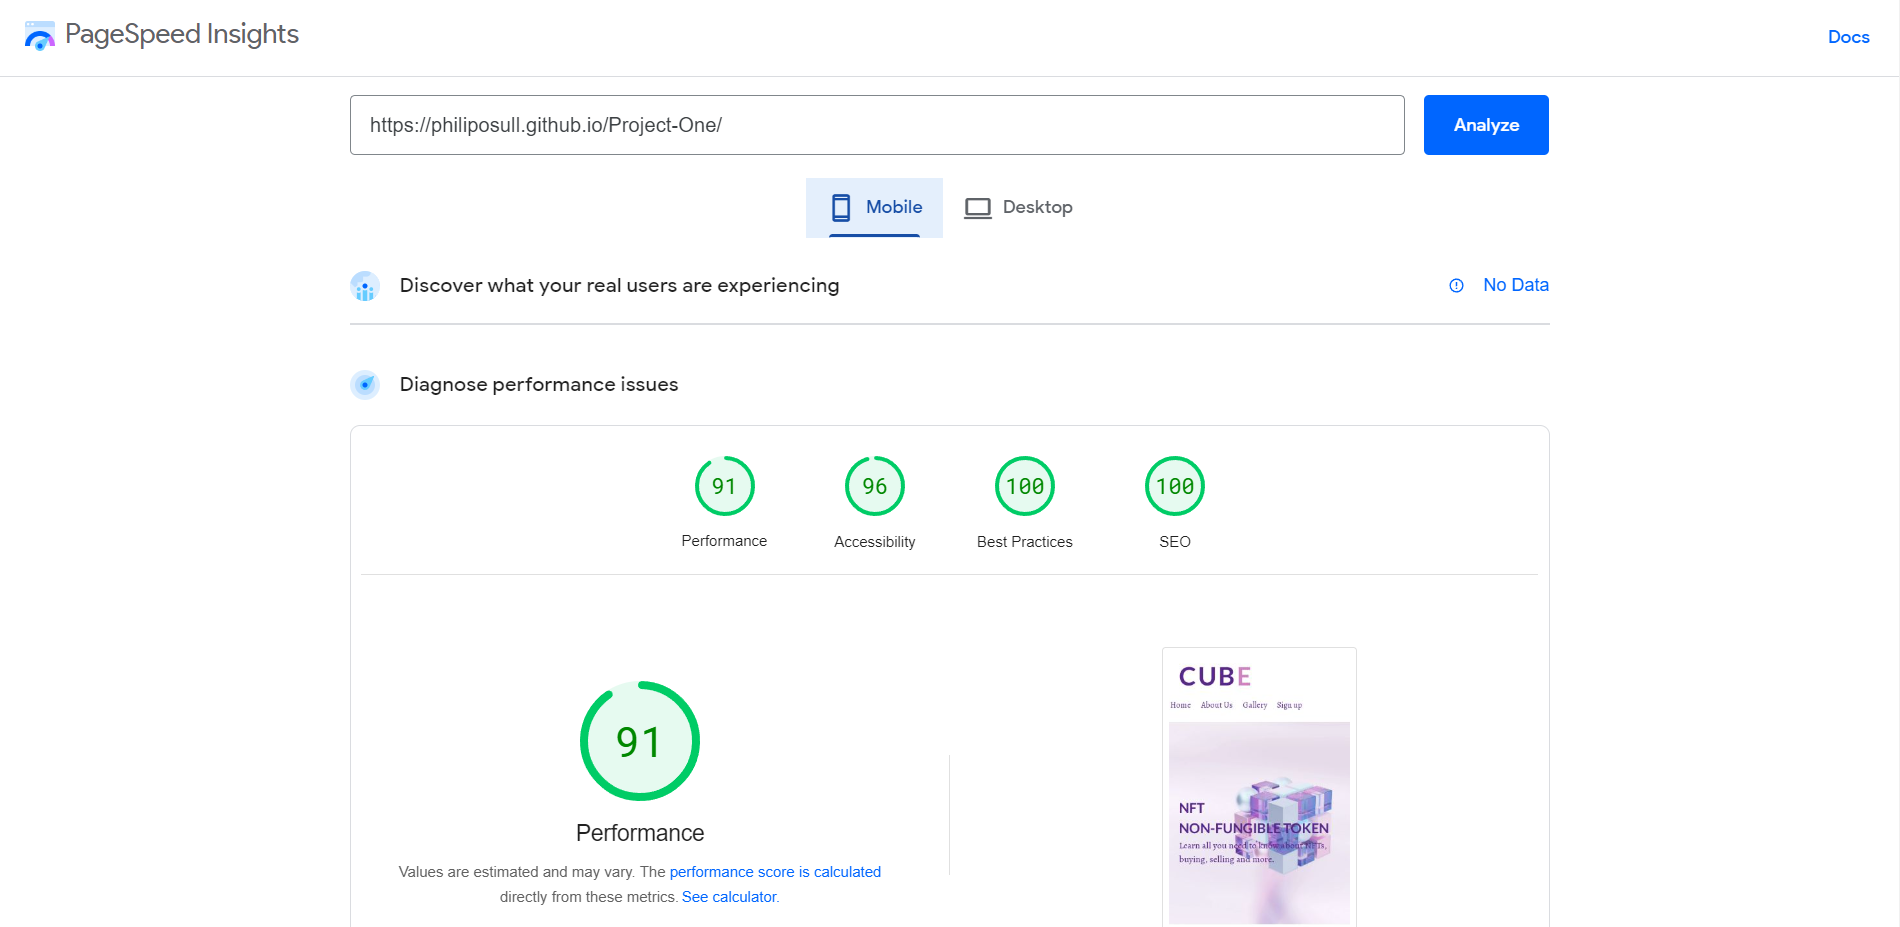 PageSpeed Insights
Docs
https://philiposull.github.io/Project-One/
Analyze
Mobile
Desktop
Discover what your real users are experiencing
No Data
Diagnose performance issues
91
96
100
100
Performance
Accessibility
Best Practices
SEO
91
Performance
Values are estimated and may vary. The performance score is calculated
directly from these metrics. See calculator.
CUBE
Home About Us Gallery Sign up
NFT
NON-FUNGIBLE TOKEN
Learn all you need to know about NFTs,
buying, selling and more.